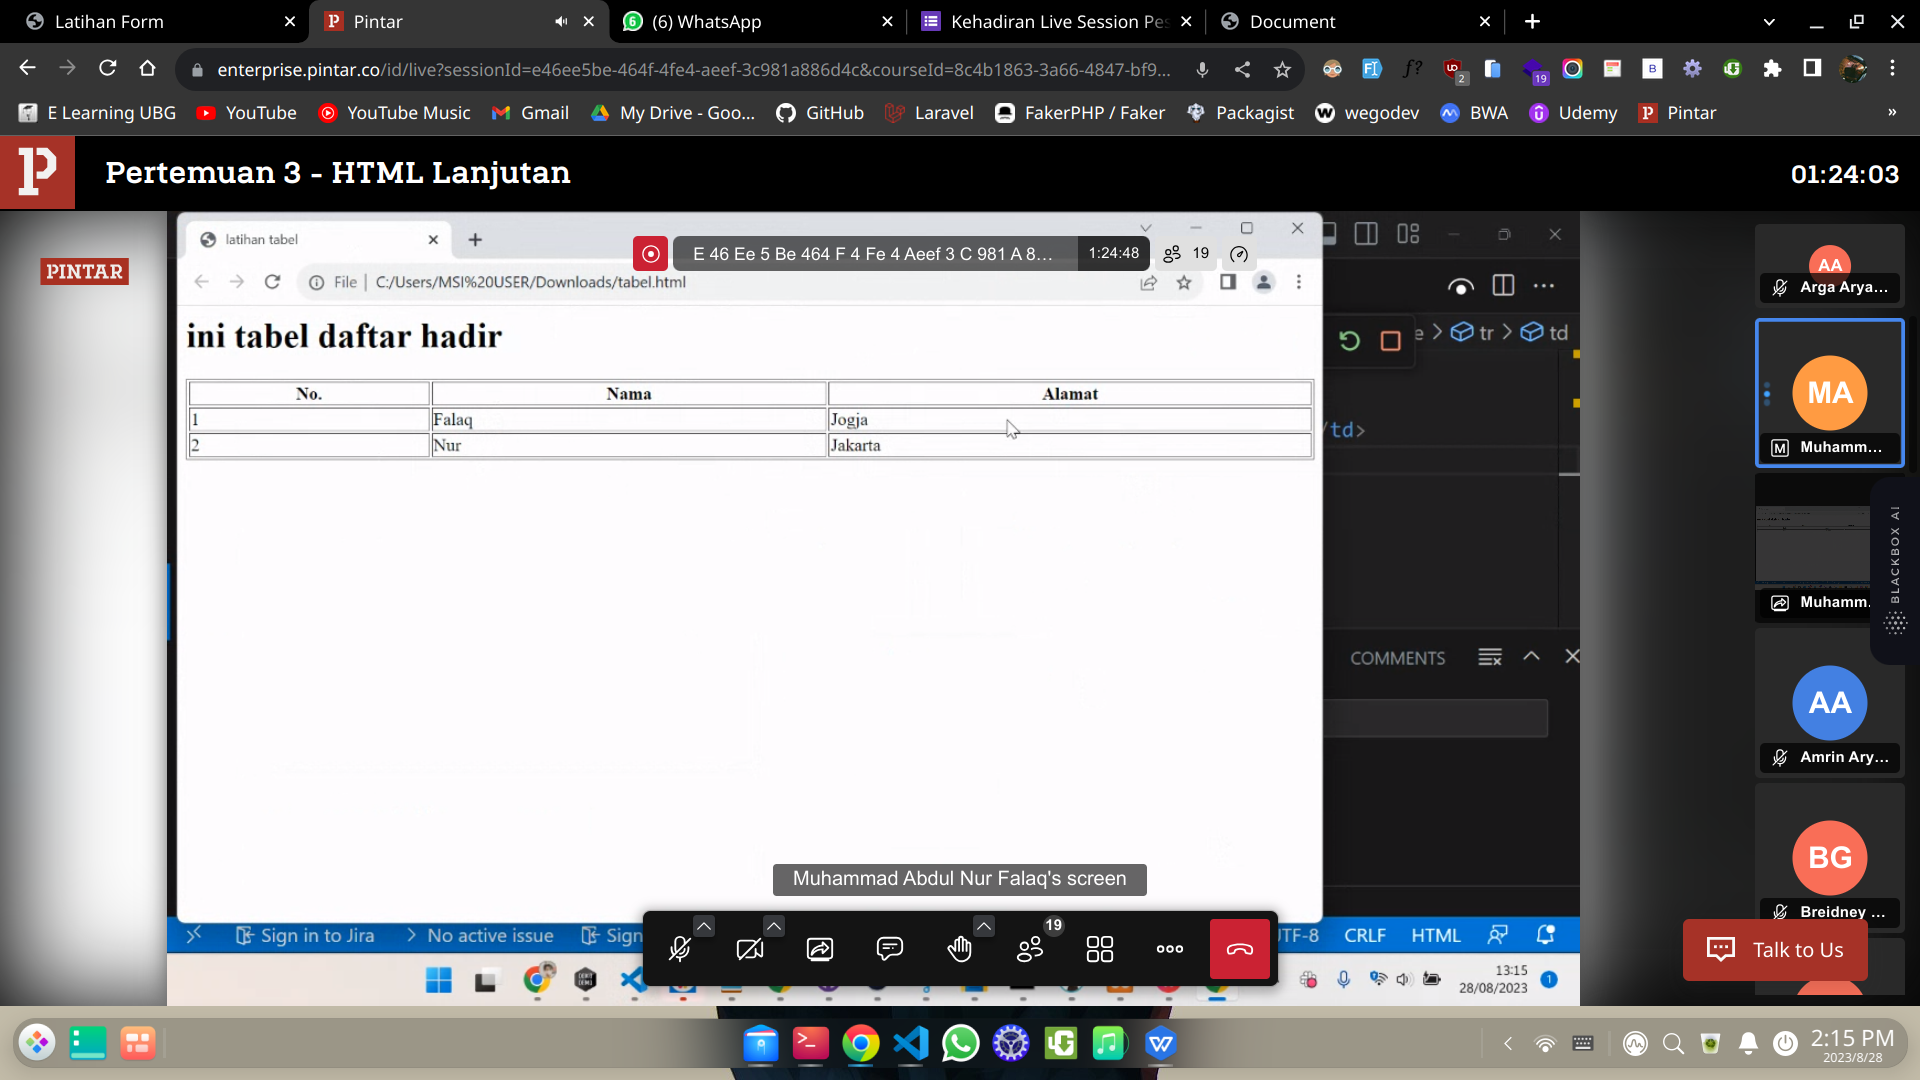 Latihan Form
Pintar
(6) WhatsApp
Kehadiran Live Session Pes
Document
enterprise.pintar.co/id/live?sessionId=e46ee5be-464f-4fe4-aeef-3c981a886d4c&courseId=8c4b1863-3a66-4847-bf9...
2
19
E Learning UBG
YouTube
YouTube Music
Gmail
My Drive - Goo...
GitHub
Laravel
FakerPHP / Faker
Packagist
wegodev
BWA
Udemy
Pintar
»
Pertemuan 3 - HTML Lanjutan
01:24:03
PINTAR
latihan tabel
E 46 Ee 5 Be 464 F 4 Fe 4 Aeef 3 C 981 A 8...
1:24:48
19
File
C:/Users/MSI%20USER/Downloads/tabel.html
ini tabel daftar hadir
No. Nama Alamat
1 Falaq Jogja
2 Nur Jakarta
e > tr > td
/td>
COMMENTS
AA
Arga Arya...
MA
Muhamm...
Muhamm.
BLACKBOX AI
AA
Amrin Ary...
BG
Breidney ...
Muhammad Abdul Nur Falaq's screen
19
Sign in to Jira
No active issue
Sign
TF-8
CRLF
HTML
Talk to Us
13:15
28/08/2023
1
2:15 PM
2023/8/28